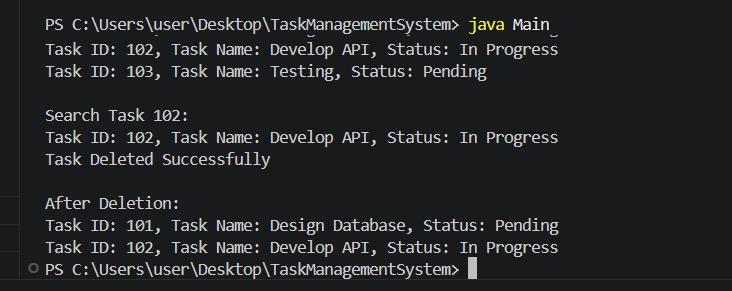 PS C:\Users\user\Desktop\TaskManagementSystem> java Main
Task ID: 102, Task Name: Develop API, Status: In Progress
Task ID: 103, Task Name: Testing, Status: Pending
Search Task 102:
Task ID: 102, Task Name: Develop API, Status: In Progress
Task Deleted Successfully
After Deletion:
Task ID: 101, Task Name: Design Database, Status: Pending
Task ID: 102, Task Name: Develop API, Status: In Progress
PS C:\Users\user\Desktop\TaskManagementSystem>